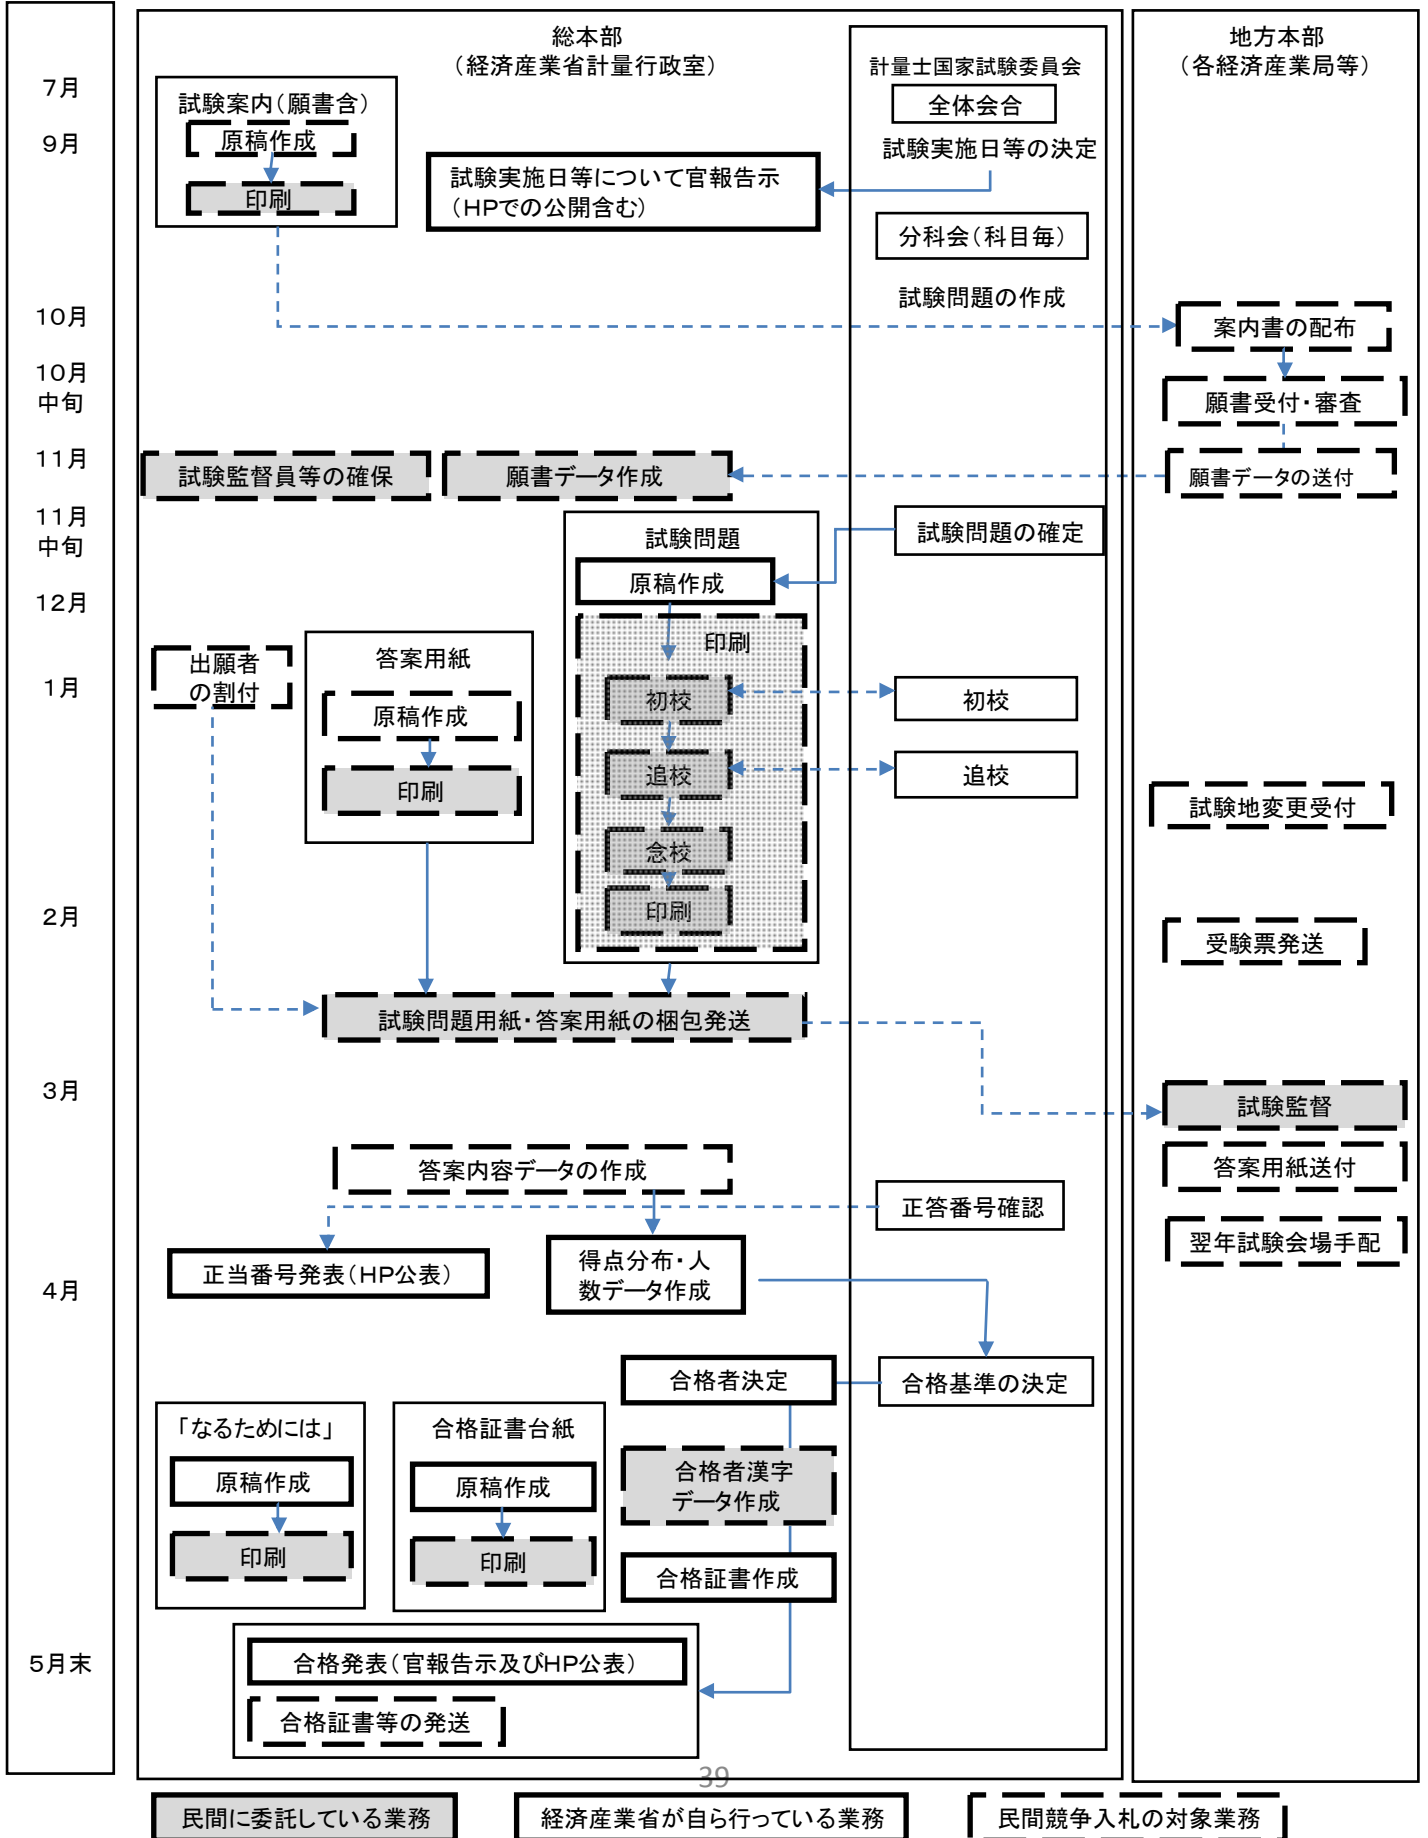 総本部
（経済産業省計量行政室）
地方本部
（各経済産業局等）
計量士国家試験委員会
7月
試験案内（願書含）
全体会合
9月
原稿作成
試験実施日等の決定
試験実施日等について官報告示
（HPでの公開含む）
印刷
分科会（科目毎）
試験問題の作成
10月
案内書の配布
10月
中旬
願書受付・審査
11月
試験監督員等の確保
願書データ作成
願書データの送付
11月
中旬
試験問題
試験問題の確定
原稿作成
12月
印刷
出願者
の割付
答案用紙
1月
初校
初校
原稿作成
追校
追校
印刷
試験地変更受付
念校
2月
印刷
受験票発送
試験問題用紙・答案用紙の梱包発送
3月
試験監督
答案内容データの作成
答案用紙送付
正答番号確認
翌年試験会場手配
正当番号発表（HP公表）
得点分布・人
数データ作成
4月
合格者決定
合格基準の決定
「なるためには」
合格証書台紙
原稿作成
原稿作成
合格者漢字
データ作成
印刷
印刷
合格証書作成
5月末
合格発表（官報告示及びHP公表）
合格証書等の発送
39
民間に委託している業務
経済産業省が自ら行っている業務
民間競争入札の対象業務